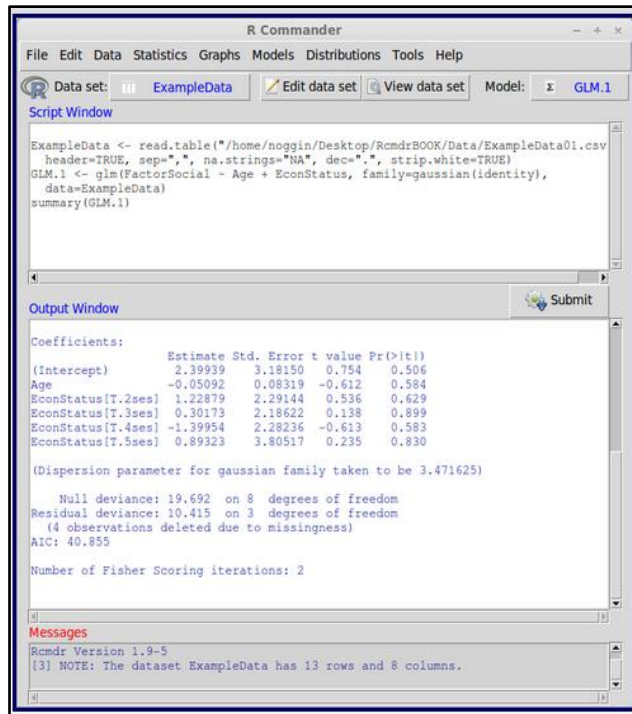 R Commander
File Edit Data Statistics Graphs Models Distributions Tools Help
R Data set: ExampleData Edit data set View data set Model: Σ GLM.1
Script Window
ExampleData <- read.table("/home/noggin/Desktop/RcmdrBOOK/Data/ExampleData01.csv
header=TRUE, sep=",", na.strings="NA", dec=".", strip.white=TRUE)
GLM.1 <- glm(FactorSocial ~ Age + EconStatus, family=gaussian(identity),
data=ExampleData)
summary(GLM.1)
Submit
Output Window
Coefficients:
Estimate Std. Error t value Pr(>|t|)
(Intercept) 2.39939 3.18150 0.754 0.506
Age -0.05092 0.08319 -0.612 0.584
EconStatus[T.2ses] 1.22879 2.29144 0.536 0.629
EconStatus[T.3ses] 0.30173 2.18622 0.138 0.899
EconStatus[T.4ses] -1.39954 2.28236 -0.613 0.583
EconStatus[T.5ses] 0.89323 3.80517 0.235 0.830
(Dispersion parameter for gaussian family taken to be 3.471625)
Null deviance: 19.692 on 8 degrees of freedom
Residual deviance: 10.415 on 3 degrees of freedom
(4 observations deleted due to missingness)
AIC: 40.855
Number of Fisher Scoring iterations: 2
Messages
Rcmdr Version 1.9-5
[3] NOTE: The dataset ExampleData has 13 rows and 8 columns.